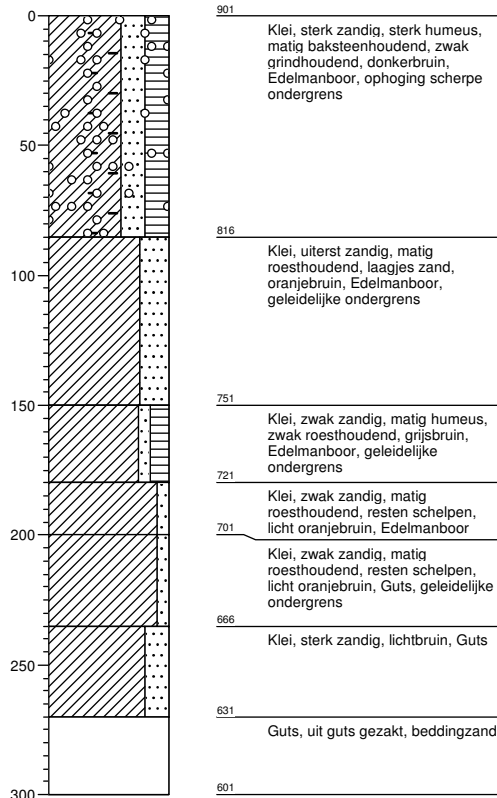 0
50
100
150
200
250
300
901
Klei, sterk zandig, sterk humeus,
matig baksteenhoudend, zwak
grindhoudend, donkerbruin,
Edelmanboor, ophoging scherpe
ondergrens
816
Klei, uiterst zandig, matig
roesthoudend, laagjes zand,
oranjebruin, Edelmanboor,
geleidelijke ondergrens
751
Klei, zwak zandig, matig humeus,
zwak roesthoudend, grijsbruin,
Edelmanboor, geleidelijke
ondergrens
721
Klei, zwak zandig, matig
roesthoudend, resten schelpen,
licht oranjebruin, Edelmanboor
701
Klei, zwak zandig, matig
roesthoudend, resten schelpen,
licht oranjebruin, Guts, geleidelijke
ondergrens
666
Klei, sterk zandig, lichtbruin, Guts
631
Guts, uit guts gezakt, beddingzand
601